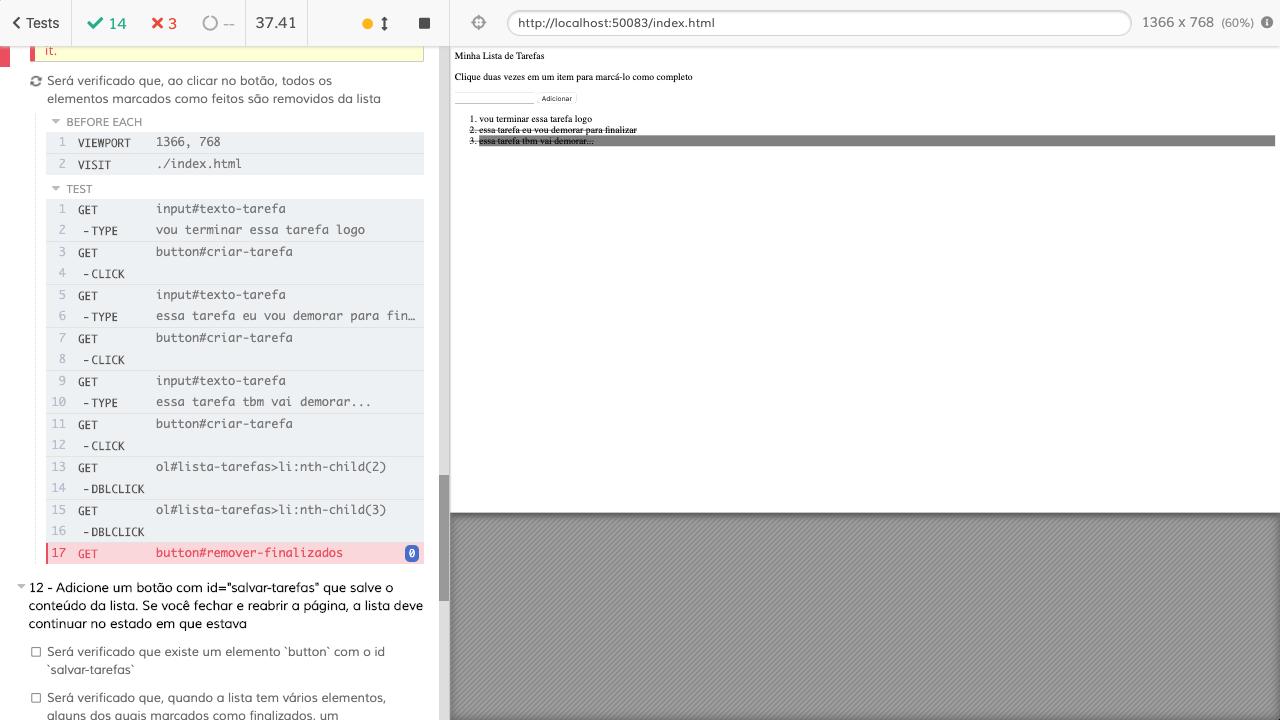 Tests 14 3 -- 37.41
http://localhost:50083/index.html 1366 x 768 (60%)
it.
Será verificado que, ao clicar no botão, todos os
elementos marcados como feitos são removidos da lista
BEFORE EACH
1 VIEWPORT 1366, 768
2 VISIT ./index.html
TEST
1 GET input#texto-tarefa
2 -TYPE vou terminar essa tarefa logo
3 GET button#criar-tarefa
4 -CLICK
5 GET input#texto-tarefa
6 -TYPE essa tarefa eu vou demorar para fin…
7 GET button#criar-tarefa
8 -CLICK
9 GET input#texto-tarefa
10 -TYPE essa tarefa tbm vai demorar...
11 GET button#criar-tarefa
12 -CLICK
13 GET ol#lista-tarefas>li:nth-child(2)
14 -DBLCLICK
15 GET ol#lista-tarefas>li:nth-child(3)
16 -DBLCLICK
17 GET button#remover-finalizados 0
12 - Adicione um botão com id="salvar-tarefas" que salve o
conteúdo da lista. Se você fechar e reabrir a página, a lista deve
continuar no estado em que estava
Será verificado que existe um elemento `button` com o id
`salvar-tarefas`
Será verificado que, quando a lista tem vários elementos,
alguns dos quais marcados como finalizados, um
Minha Lista de Tarefas
Clique duas vezes em um item para marcá-lo como completo
Adicionar
1. vou terminar essa tarefa logo
2. essa tarefa eu vou demorar para finalizar
3. essa tarefa tbm vai demorar...